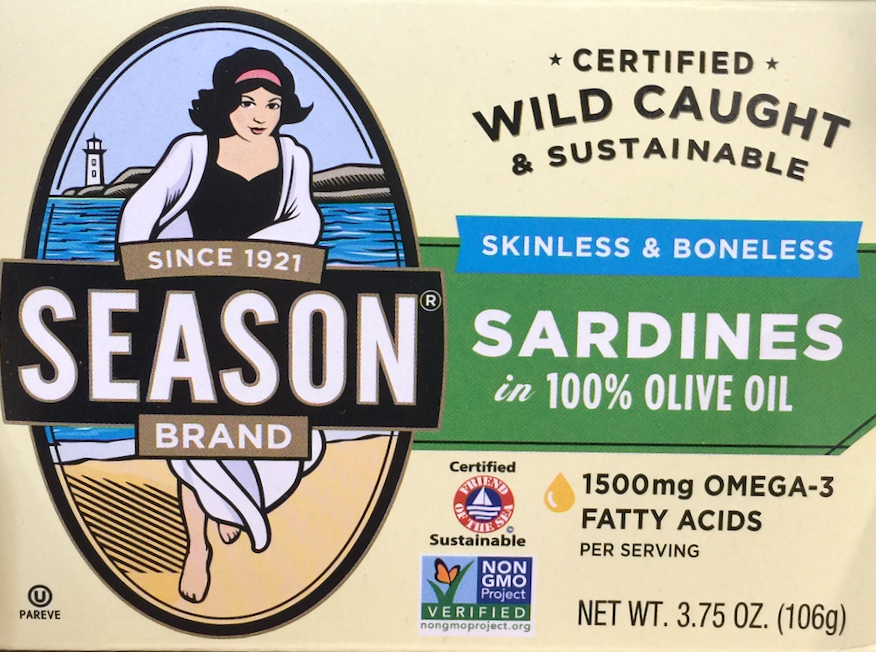 ★ CERTIFIED ★
WILD CAUGHT
& SUSTAINABLE
SINCE 1921
SEASON®
BRAND
SKINLESS & BONELESS
SARDINES
in 100% OLIVE OIL
Certified
FRIEND
OF THE SEA
©
Sustainable
1500mg OMEGA-3
FATTY ACIDS
PER SERVING
NON
GMO
Project
VERIFIED
nongmoproject.org
U
PAREVE
NET WT. 3.75 OZ. (106g)